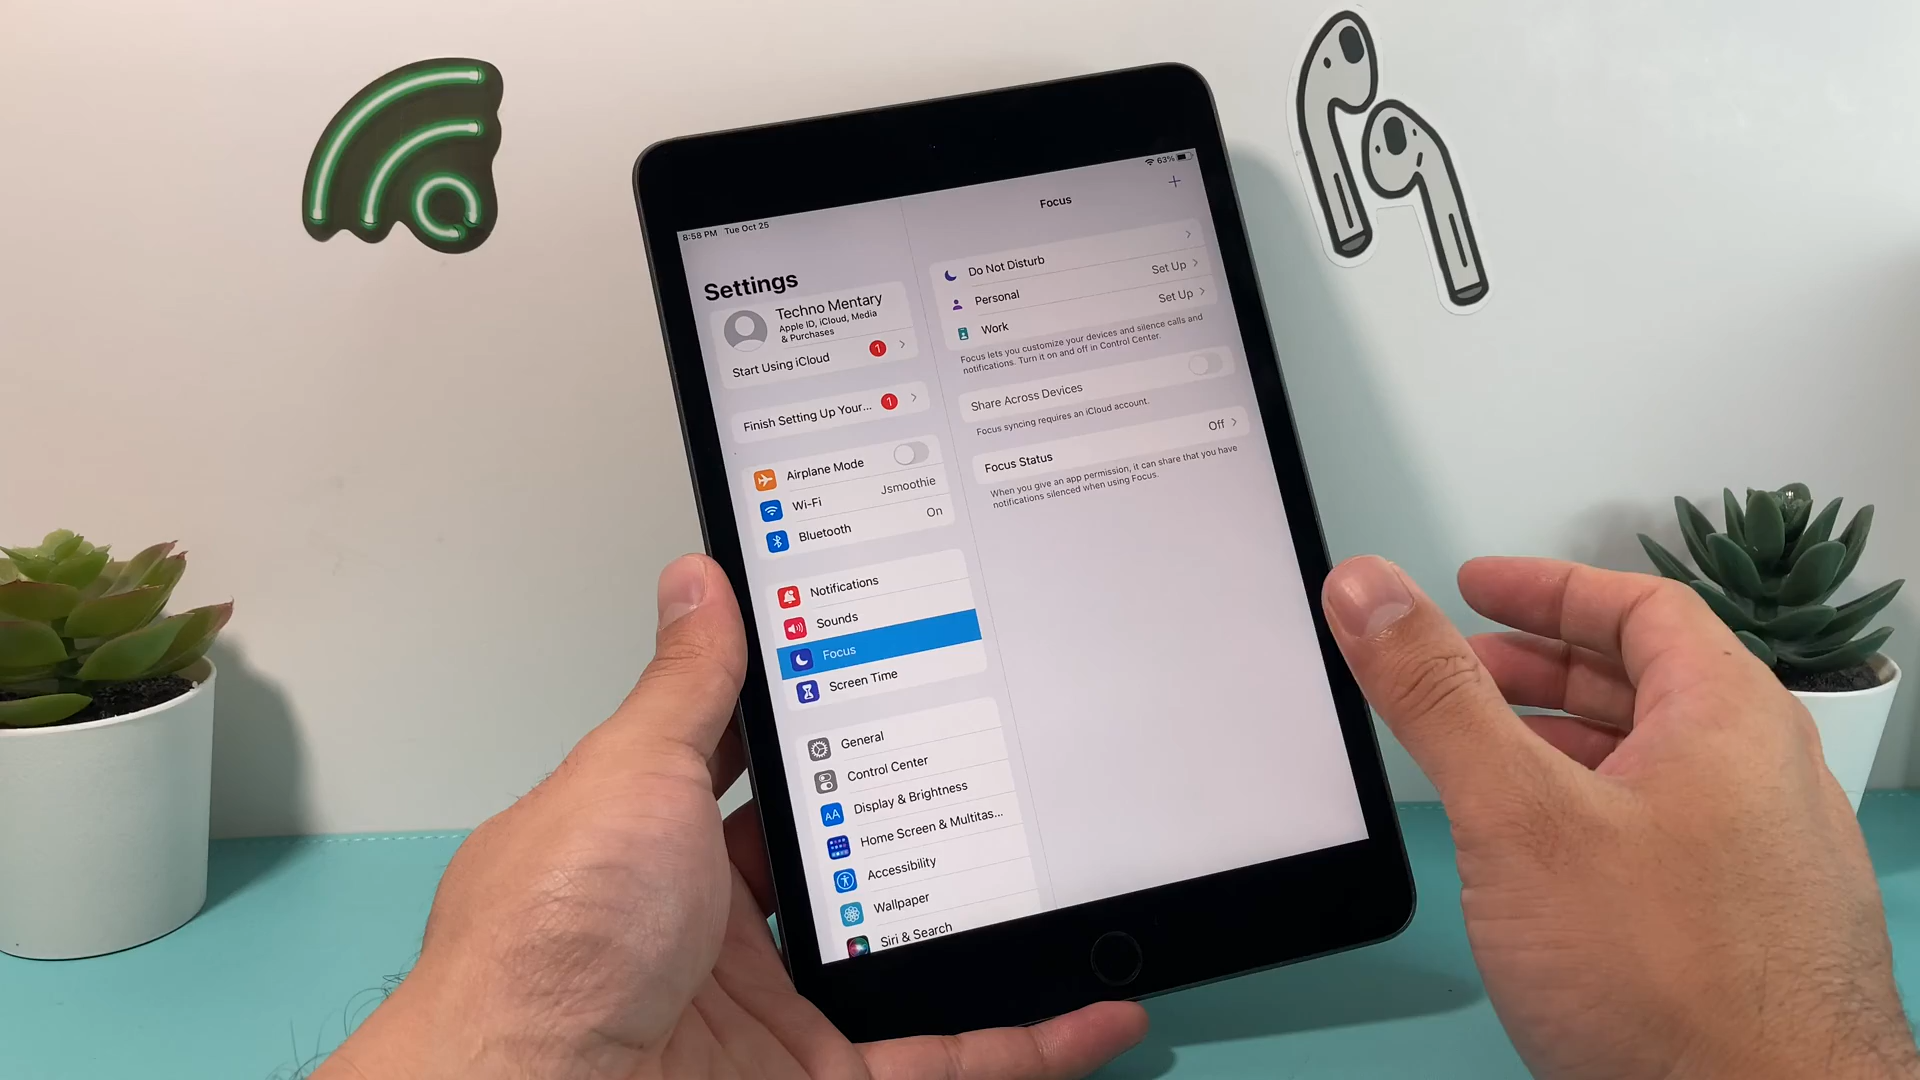 8:58 PM Tue Oct 25
63%
Settings
Techno Mentary
Apple ID, iCloud, Media
& Purchases
Start Using iCloud
1
Finish Setting Up Your...
1
Airplane Mode
Wi-Fi
Jsmoothie
Bluetooth
On
Notifications
Sounds
Focus
Screen Time
General
Control Center
AA
Display & Brightness
Home Screen & Multitas...
Accessibility
Wallpaper
Siri & Search
Focus
Do Not Disturb
Personal
Set Up
Work
Set Up
Focus lets you customize your devices and silence calls and
notifications. Turn it on and off in Control Center.
Share Across Devices
Focus syncing requires an iCloud account.
Focus Status
Off
When you give an app permission, it can share that you have
notifications silenced when using Focus.